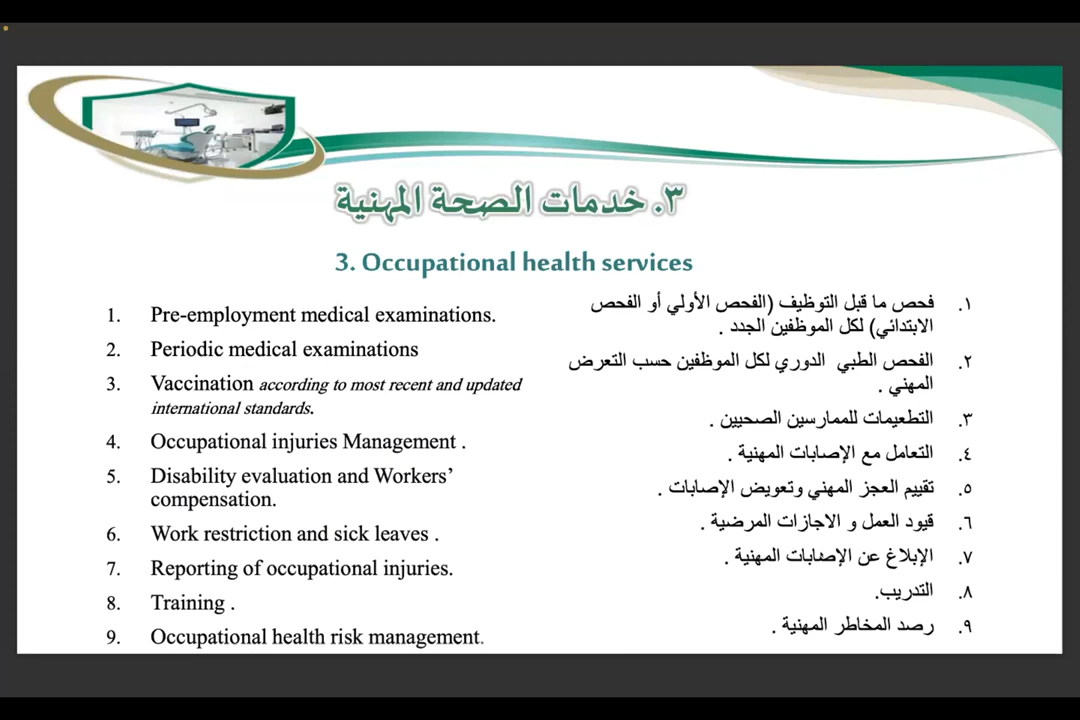 ٣. خدمات الصحة المهنية
3. Occupational health services
1. Pre-employment medical examinations.
2. Periodic medical examinations
3. Vaccination according to most recent and updated
international standards.
4. Occupational injuries Management .
5. Disability evaluation and Workers’
compensation.
6. Work restriction and sick leaves .
7. Reporting of occupational injuries.
8. Training .
9. Occupational health risk management.
١. فحص ما قبل التوظيف (الفحص الأولي أو الفحص
الابتدائي) لكل الموظفين الجدد .
٢. الفحص الطبي الدوري لكل الموظفين حسب التعرض
المهني .
٣. التطعيمات للممارسين الصحيين .
٤. التعامل مع الإصابات المهنية .
٥. تقييم العجز المهني وتعويض الإصابات .
٦. قيود العمل و الاجازات المرضية .
٧. الإبلاغ عن الإصابات المهنية .
٨. التدريب.
٩. رصد المخاطر المهنية .